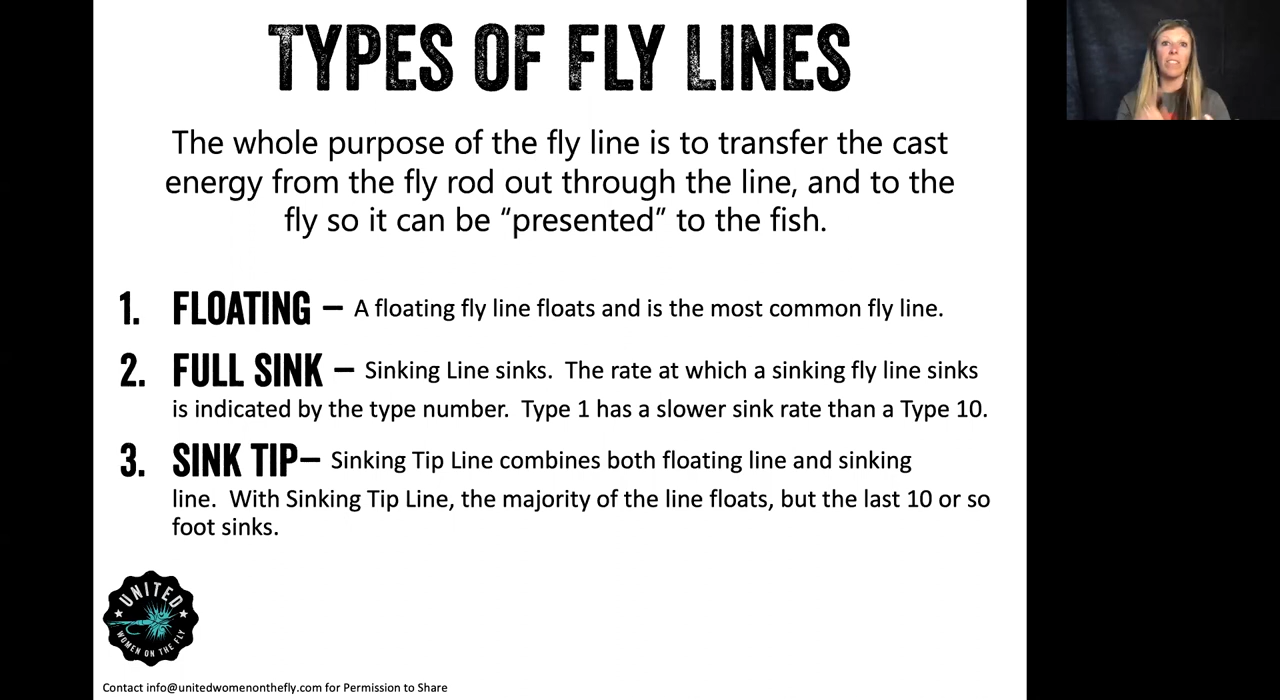 TYPES OF FLY LINES
The whole purpose of the fly line is to transfer the cast
energy from the fly rod out through the line, and to the
fly so it can be “presented” to the fish.
1. FLOATING – A floating fly line floats and is the most common fly line.
2. FULL SINK – Sinking Line sinks. The rate at which a sinking fly line sinks
is indicated by the type number. Type 1 has a slower sink rate than a Type 10.
3. SINK TIP– Sinking Tip Line combines both floating line and sinking
line. With Sinking Tip Line, the majority of the line floats, but the last 10 or so
foot sinks.
UNITED
WOMEN ON THE FLY
Contact info@unitedwomenonthefly.com for Permission to Share